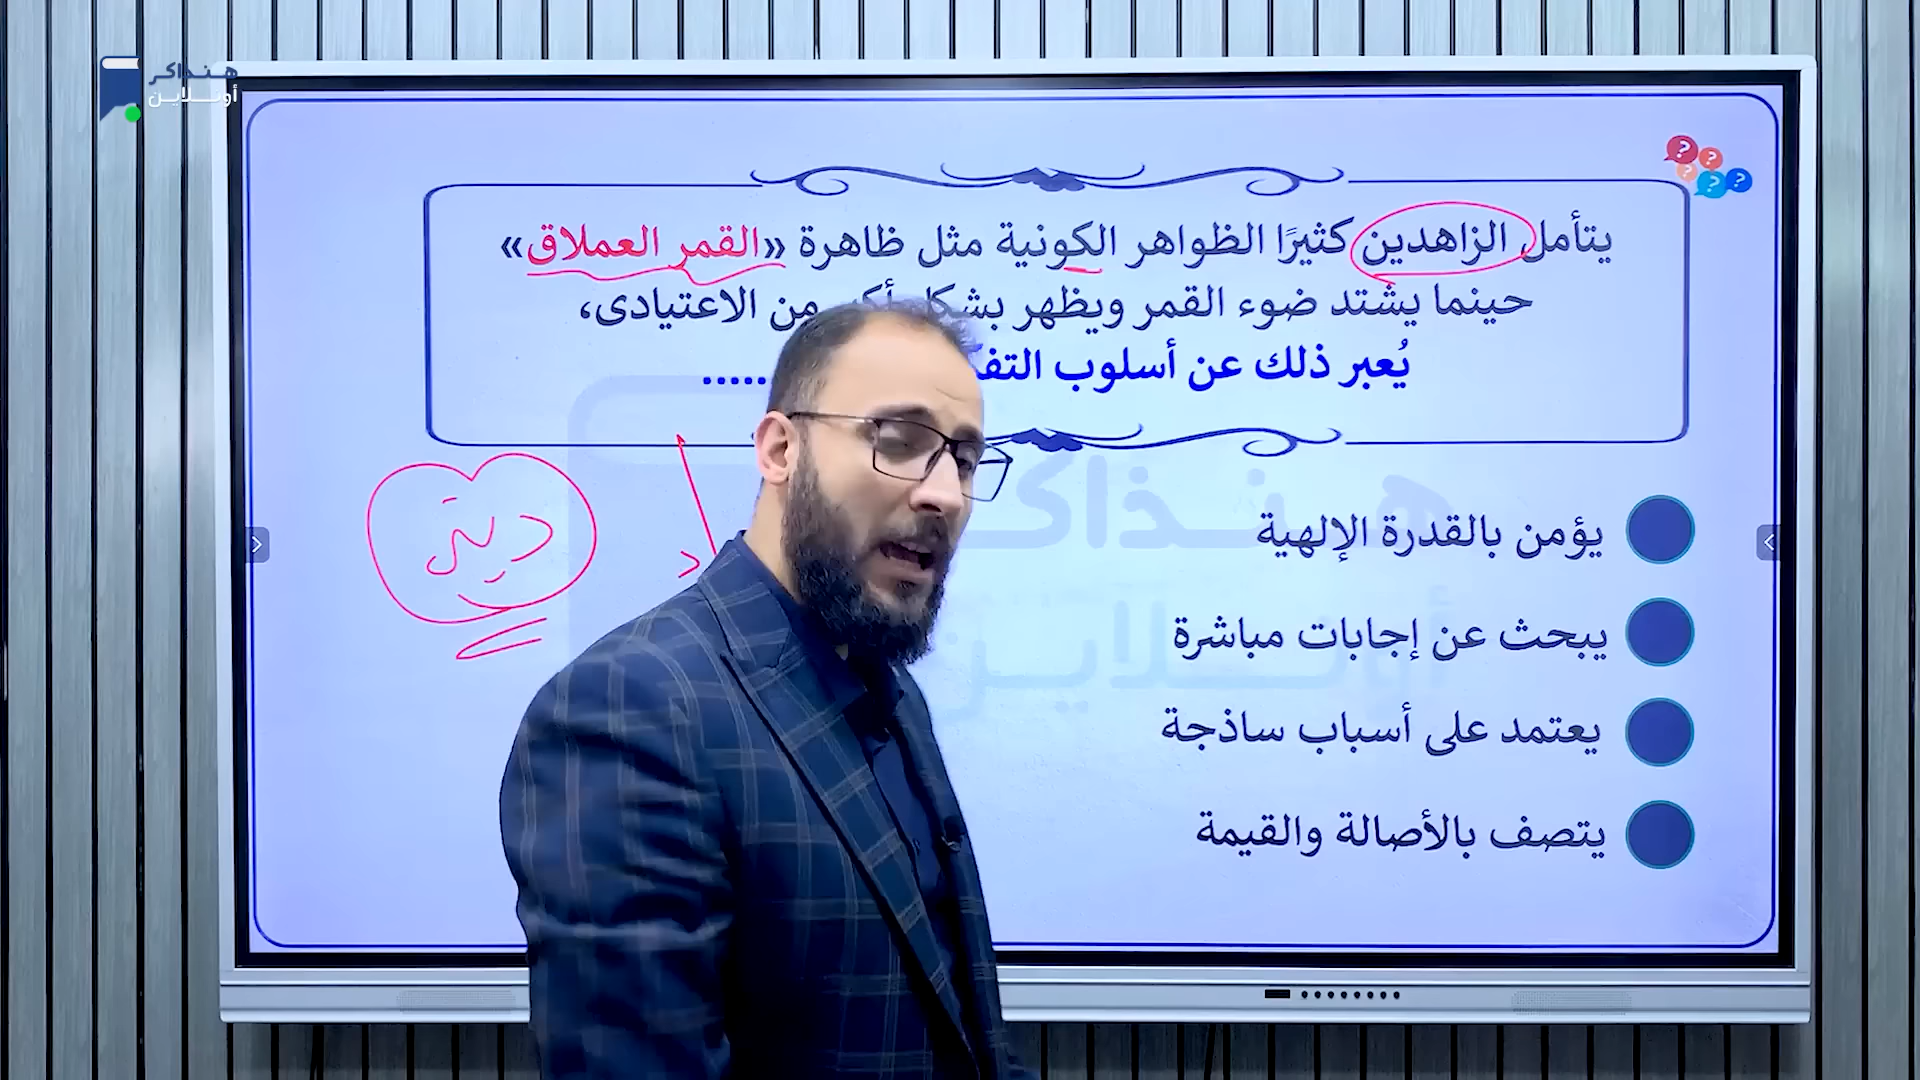 هنذاكر
أونلاين
يتأمل الزاهدين كثيرًا الظواهر الكونية مثل ظاهرة «القمر العملاق»
حينما يشتد ضوء القمر ويظهر بشكل من الاعتيادى،
يُعبر ذلك عن أسلوب ......
ديني
يؤمن بالقدرة الإلهية
يبحث عن إجابات مباشرة
يعتمد على أسباب ساذجة
يتصف بالأصالة والقيمة